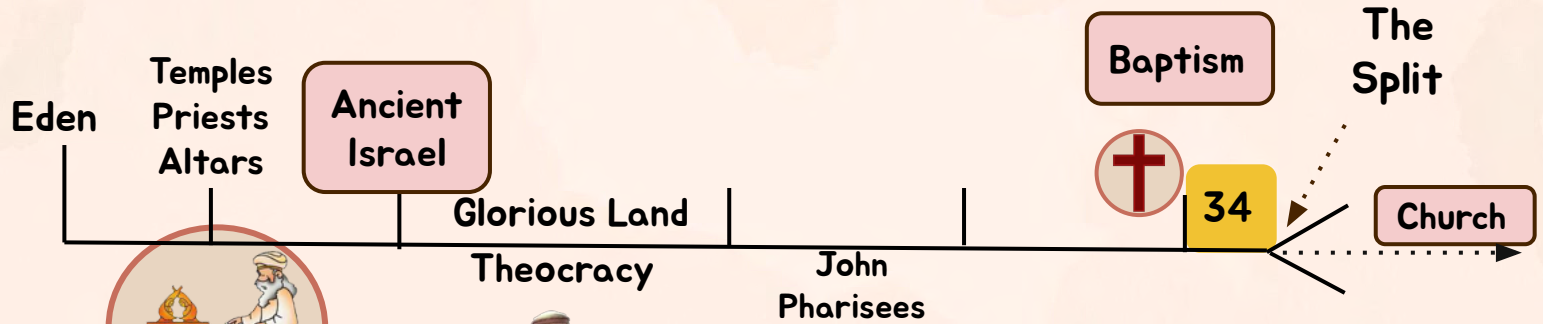 Eden
Temples
Priests
Altars
Ancient
Israel
Glorious Land
Theocracy
John
Pharisees
Baptism
34
The
Split
Church